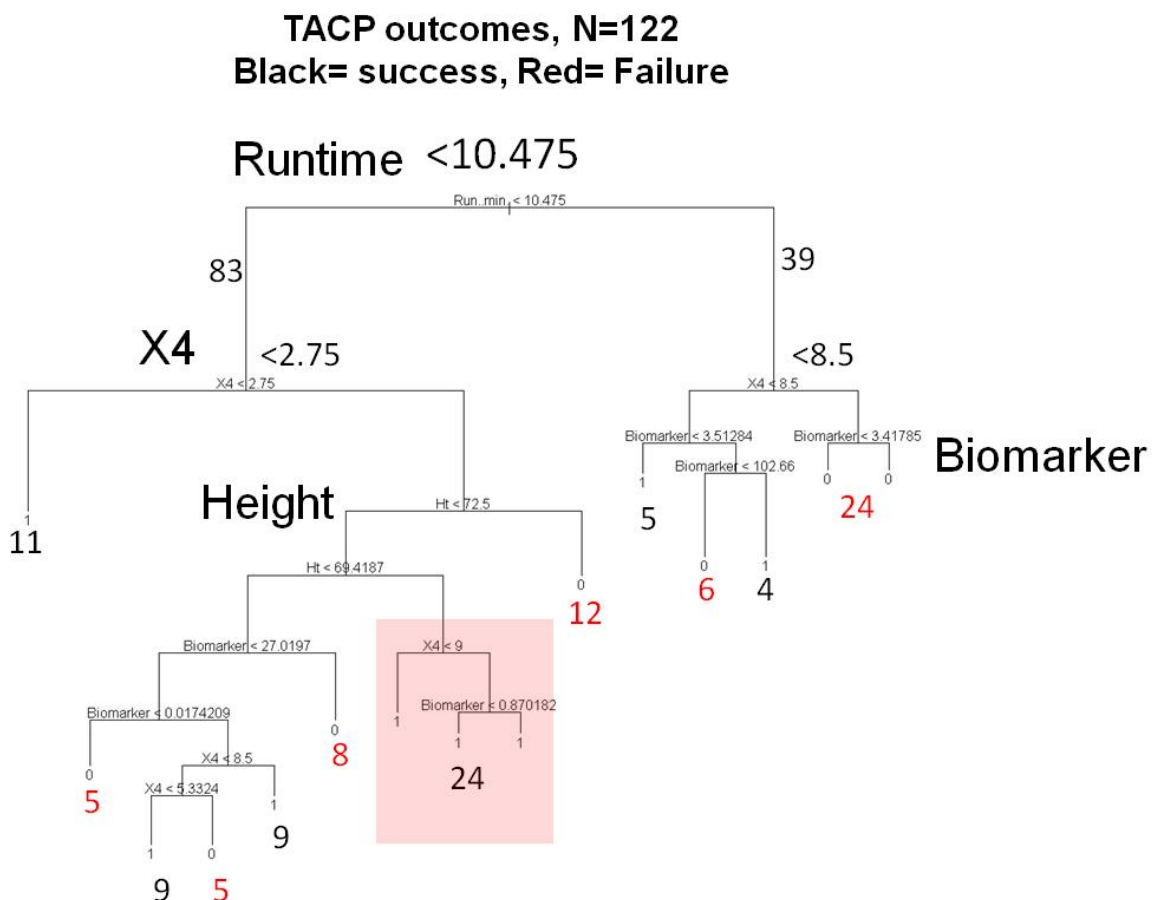 TACP outcomes, N=122
Black= success, Red= Failure
Runtime <10.475
Run..min. < 10.475
83
39
X4 <2.75
<8.5
X4 < 2.75
X4 < 8.5
Biomarker < 3.51284
Biomarker < 3.41785
Biomarker
Biomarker < 102.66
1
0
0
5
24
Height
Ht < 72.5
1
11
0
1
6
4
Ht < 69.4187
0
12
Biomarker < 27.0197
X4 < 9
Biomarker < 0.0174209
Biomarker < 0.870182
1
0
8
1
1
X4 < 8.5
0
5
24
X4 < 5.3324
1
9
1
0
9
5